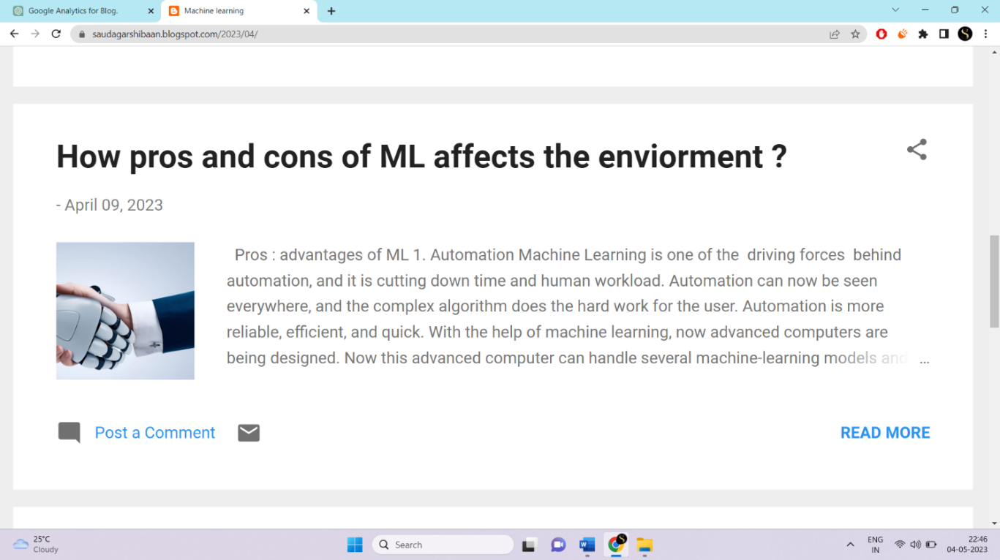 Google Analytics for Blog.
Machine learning
saudagarshibaan.blogspot.com/2023/04/
How pros and cons of ML affects the enviorment ?
- April 09, 2023
Pros : advantages of ML 1. Automation Machine Learning is one of the driving forces behind
automation, and it is cutting down time and human workload. Automation can now be seen
everywhere, and the complex algorithm does the hard work for the user. Automation is more
reliable, efficient, and quick. With the help of machine learning, now advanced computers are
being designed. Now this advanced computer can handle several machine-learning models and ...
Post a Comment
READ MORE
25°C
Cloudy
Search
ENG
IN
22:46
04-05-2023